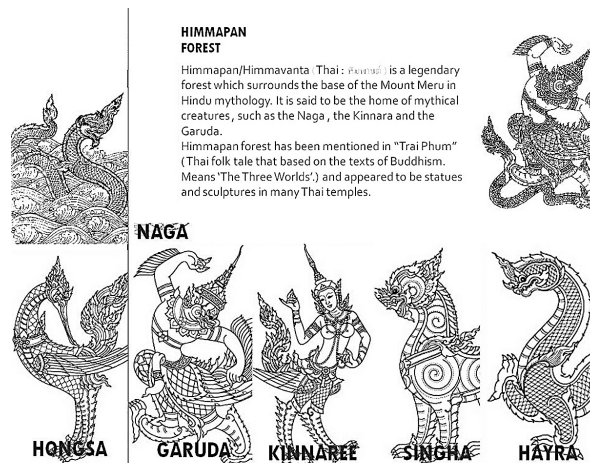 HIMMAPAN
FOREST
Himmapan/Himmavanta (Thai : ) is a legendary
forest which surrounds the base of the Mount Meru in
Hindu mythology. It is said to be the home of mythical
creatures, such as the Naga , the Kinnara and the
Garuda.
Himmapan forest has been mentioned in “Trai Phum”
(Thai folk tale that based on the texts of Buddhism.
Means ‘The Three Worlds’.) and appeared to be statues
and sculptures in many Thai temples.
NAGA
HONGSA
GARUDA
KINNAREE
SINGHA
HAYRA